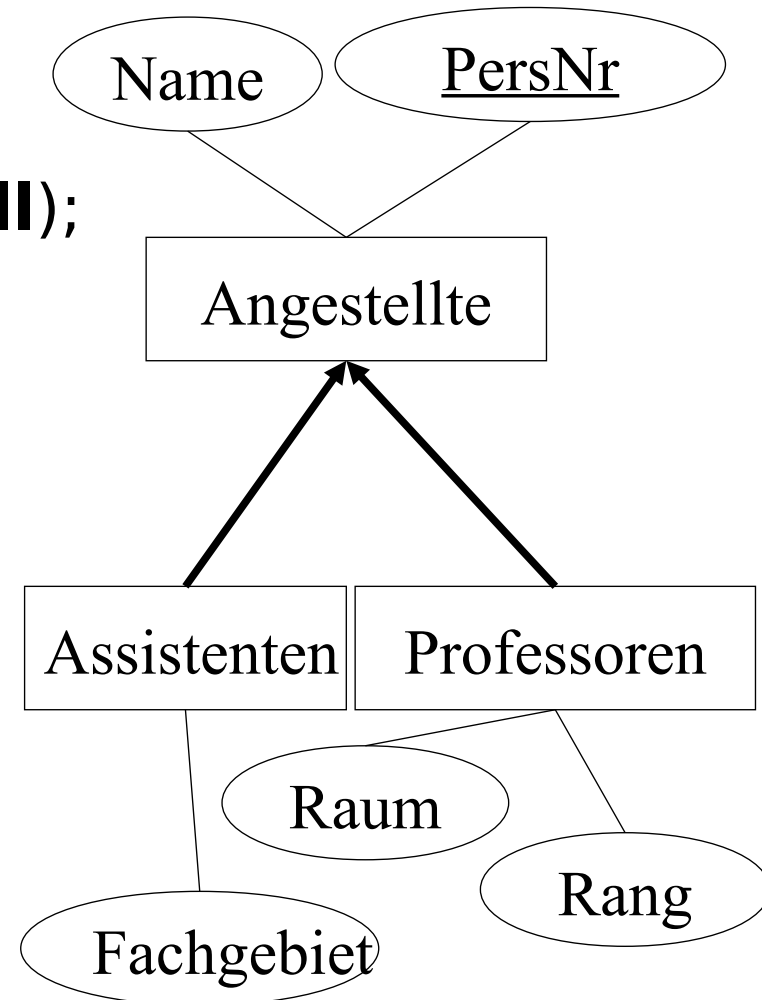 Name
PersNr
ll);
Angestellte
Assistenten
Professoren
Raum
Rang
Fachgebiet